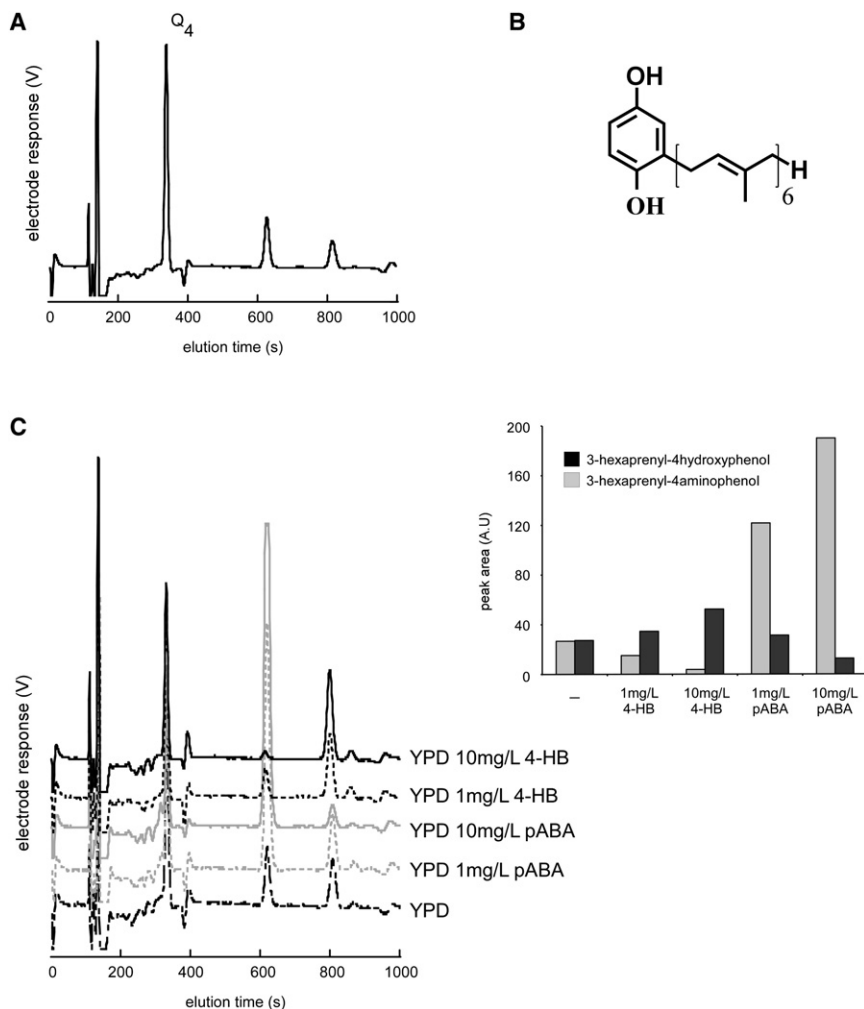 A
Q4
electrode response (V)
0 200 400 600 800 1000
elution time (s)
B
OH
OH
H
6
C
electrode response (V)
YPD 10mg/L 4-HB
YPD 1mg/L 4-HB
YPD 10mg/L pABA
YPD 1mg/L pABA
YPD
0 200 400 600 800 1000
elution time (s)
peak area (A.U)
200
160
120
80
40
0
3-hexaprenyl-4hydroxyphenol
3-hexaprenyl-4aminophenol
– 1mg/L 10mg/L 1mg/L 10mg/L
4-HB 4-HB pABA pABA